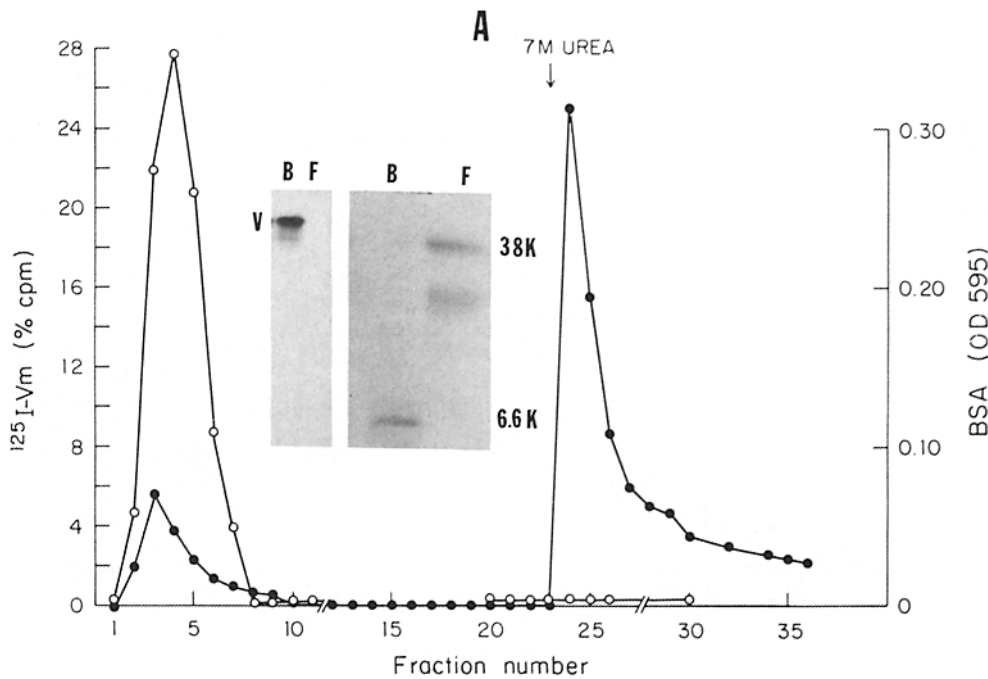 A
7M UREA
28
24
20
16
12
8
4
0
¹²⁵I-Vm (% cpm)
B F
V
B F
38K
6.6K
0.30
0.20
0.10
0
BSA (OD 595)
1 5 10 15 20 25 30 35
Fraction number